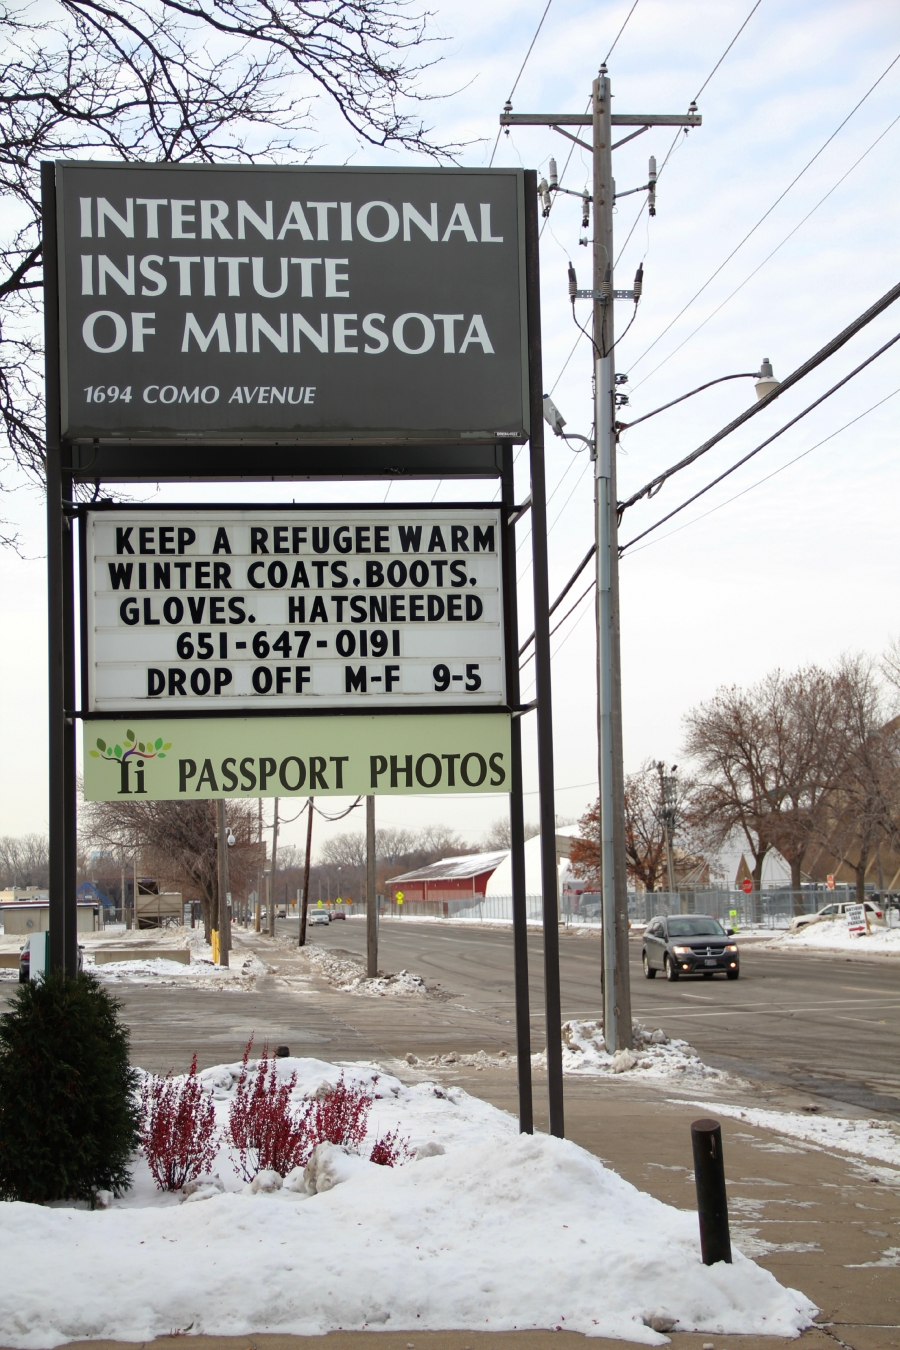 INTERNATIONAL
INSTITUTE
OF MINNESOTA
1694 COMO AVENUE
KEEP A REFUGEE WARM
WINTER COATS.BOOTS.
GLOVES. HATSNEEDED
651-647-0191
DROP OFF M-F 9-5
Ii PASSPORT PHOTOS